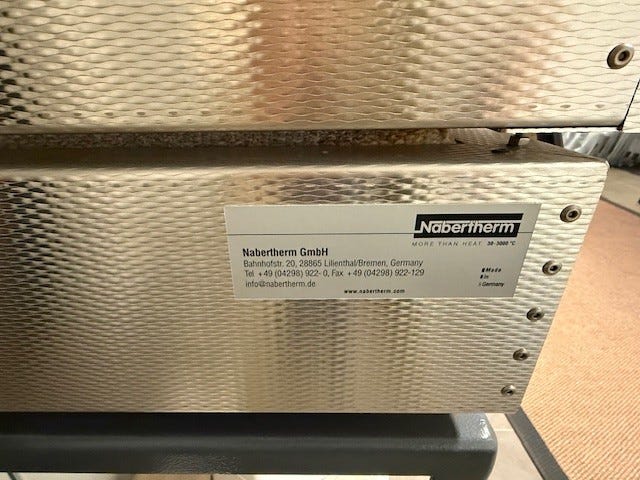 Nabertherm
MORE THAN HEAT 30-3000 °C
Nabertherm GmbH
Bahnhofstr. 20, 28865 Lilienthal/Bremen, Germany
Tel +49 (04298) 922- 0, Fax +49 (04298) 922-129
info@nabertherm.de
Made
in
Germany
www.nabertherm.com